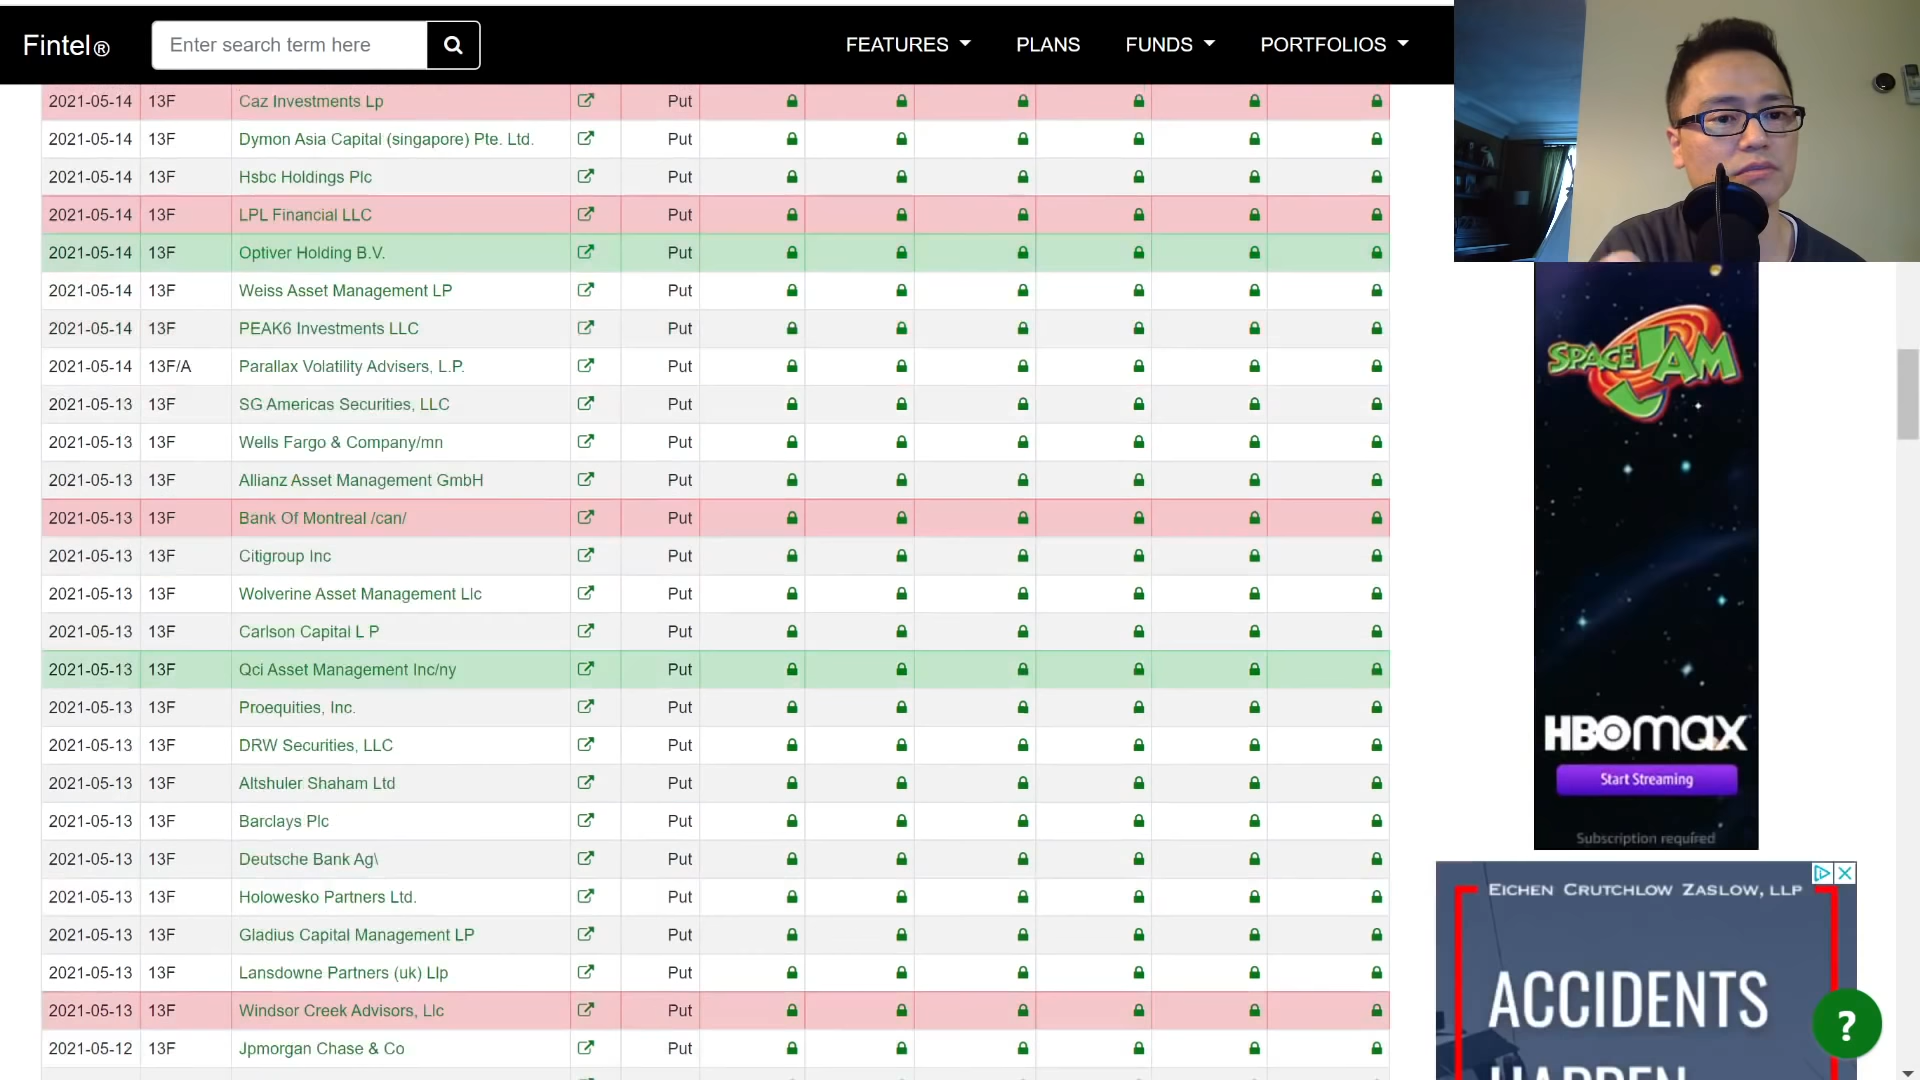 Fintel®
Enter search term here
FEATURES
PLANS
FUNDS
PORTFOLIOS
2021-05-14 13F Caz Investments Lp Put
2021-05-14 13F Dymon Asia Capital (singapore) Pte. Ltd. Put
2021-05-14 13F Hsbc Holdings Plc Put
2021-05-14 13F LPL Financial LLC Put
2021-05-14 13F Optiver Holding B.V. Put
2021-05-14 13F Weiss Asset Management LP Put
2021-05-14 13F PEAK6 Investments LLC Put
2021-05-14 13F/A Parallax Volatility Advisers, L.P. Put
2021-05-13 13F SG Americas Securities, LLC Put
2021-05-13 13F Wells Fargo & Company/mn Put
2021-05-13 13F Allianz Asset Management GmbH Put
2021-05-13 13F Bank Of Montreal /can/ Put
2021-05-13 13F Citigroup Inc Put
2021-05-13 13F Wolverine Asset Management Llc Put
2021-05-13 13F Carlson Capital L P Put
2021-05-13 13F Qci Asset Management Inc/ny Put
2021-05-13 13F Proequities, Inc. Put
2021-05-13 13F DRW Securities, LLC Put
2021-05-13 13F Altshuler Shaham Ltd Put
2021-05-13 13F Barclays Plc Put
2021-05-13 13F Deutsche Bank Ag\ Put
2021-05-13 13F Holowesko Partners Ltd. Put
2021-05-13 13F Gladius Capital Management LP Put
2021-05-13 13F Lansdowne Partners (uk) Llp Put
2021-05-13 13F Windsor Creek Advisors, Llc Put
2021-05-12 13F Jpmorgan Chase & Co Put
SPACE JAM
HBOmax
Start Streaming
Subscription required
EICHEN CRUTCHLOW ZASLOW, LLP
ACCIDENTS
HAPPEN
?